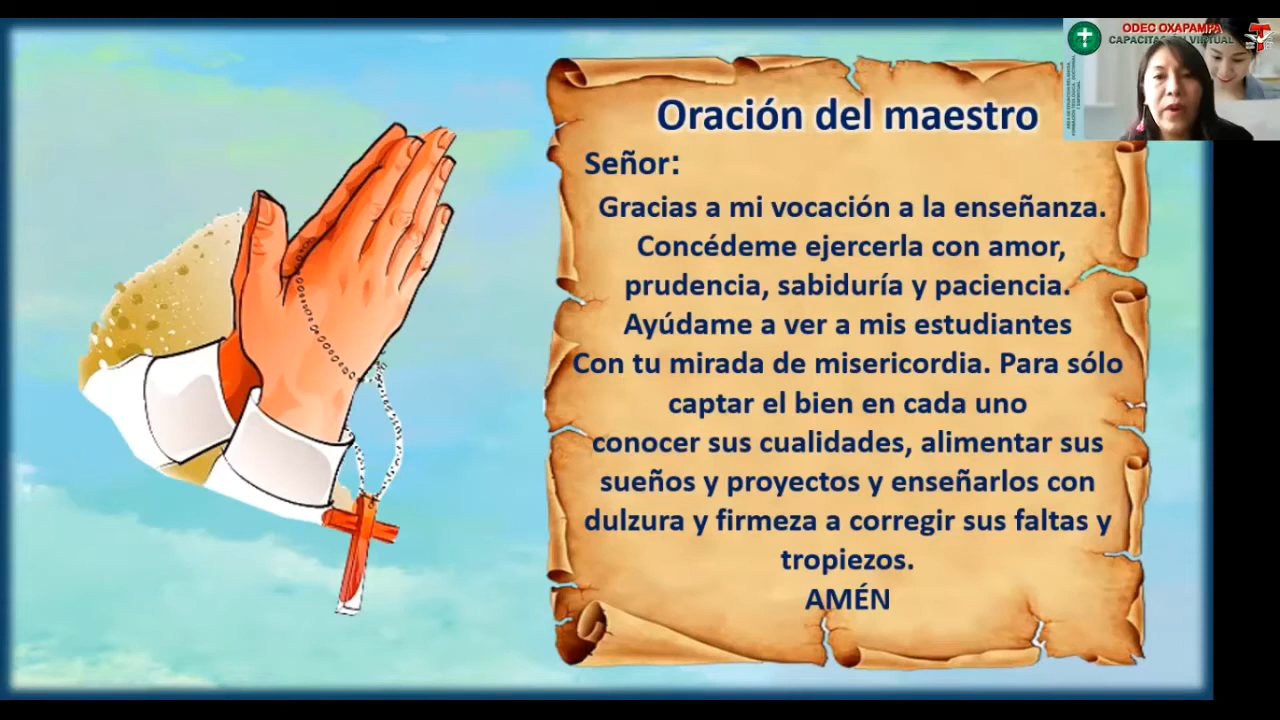 ODEC OXAPAMPA
CAPACITACIÓN VIRTUAL
Oración del maestro
Señor:
Gracias a mi vocación a la enseñanza.
Concédeme ejercerla con amor,
prudencia, sabiduría y paciencia.
Ayúdame a ver a mis estudiantes
Con tu mirada de misericordia. Para sólo
captar el bien en cada uno
conocer sus cualidades, alimentar sus
sueños y proyectos y enseñarlos con
dulzura y firmeza a corregir sus faltas y
tropiezos.
AMÉN